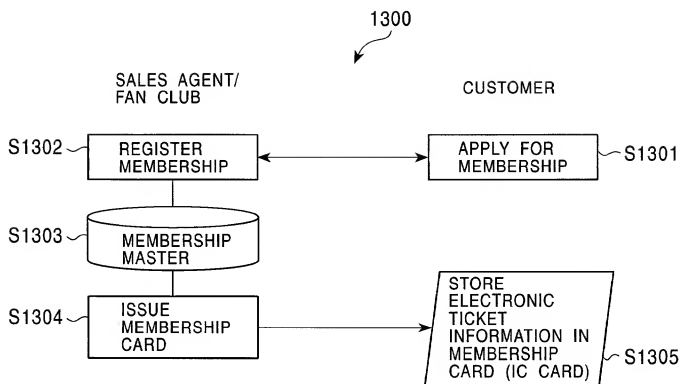 1300
SALES AGENT/
FAN CLUB
CUSTOMER
S1302
REGISTER
MEMBERSHIP
APPLY FOR
MEMBERSHIP
S1301
S1303
MEMBERSHIP
MASTER
S1304
ISSUE
MEMBERSHIP
CARD
STORE
ELECTRONIC
TICKET
INFORMATION IN
MEMBERSHIP
CARD (IC CARD)
S1305